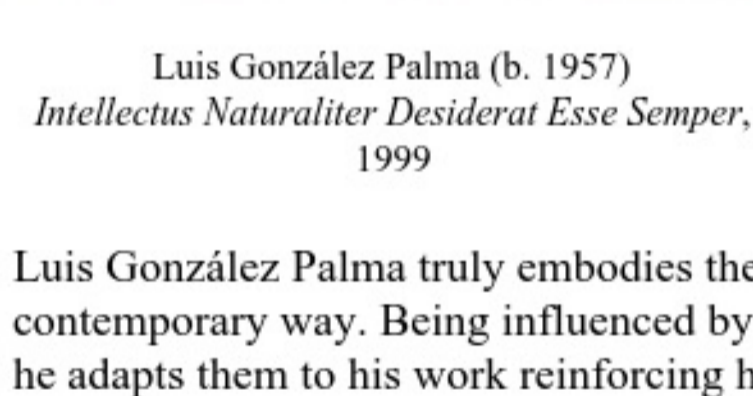 Luis González Palma (b. 1957)
Intellectus Naturaliter Desiderat Esse Semper,
1999
Luis González Palma truly embodies the
contemporary way. Being influenced by
he adapts them to his work reinforcing